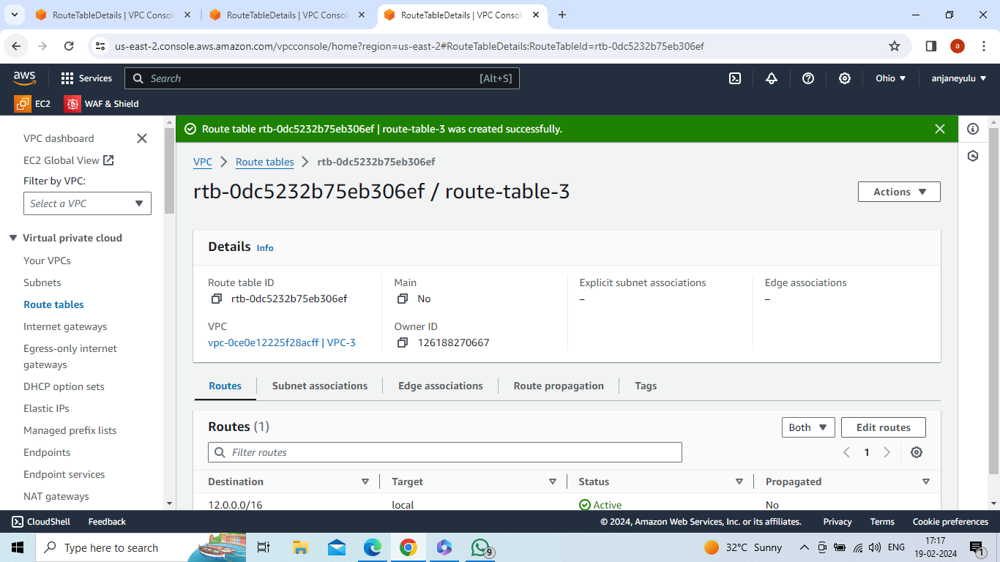 RouteTableDetails | VPC Consol
RouteTableDetails | VPC Consol
RouteTableDetails | VPC Consol
us-east-2.console.aws.amazon.com/vpcconsole/home?region=us-east-2#RouteTableDetails:RouteTableId=rtb-0dc5232b75eb306ef
a
aws
Services
Search
[Alt+S]
Ohio
anjaneyulu
EC2
WAF & Shield
VPC dashboard
EC2 Global View
Filter by VPC:
Select a VPC
Virtual private cloud
Your VPCs
Subnets
Route tables
Internet gateways
Egress-only internet
gateways
DHCP option sets
Elastic IPs
Managed prefix lists
Endpoints
Endpoint services
NAT gateways
Route table rtb-0dc5232b75eb306ef | route-table-3 was created successfully.
VPC > Route tables > rtb-0dc5232b75eb306ef
rtb-0dc5232b75eb306ef / route-table-3
Actions
Details Info
Route table ID
rtb-0dc5232b75eb306ef
Main
No
Explicit subnet associations
–
Edge associations
–
VPC
vpc-0ce0e12225f28acff | VPC-3
Owner ID
126188270667
Routes
Subnet associations
Edge associations
Route propagation
Tags
Routes (1)
Both
Edit routes
Filter routes
1
Destination
Target
Status
Propagated
12.0.0.0/16
local
Active
No
CloudShell
Feedback
© 2024, Amazon Web Services, Inc. or its affiliates.
Privacy
Terms
Cookie preferences
Type here to search
9
32°C Sunny
ENG
17:17
19-02-2024
1